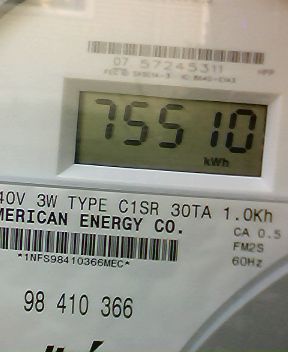 07 57245311
75510
kWh
40V 3W TYPE C1SR 30TA 1.0Kh
MERICAN ENERGY CO.
CA 0.5
FM2S
*1NFS98410366MEC*
60Hz
98 410 366